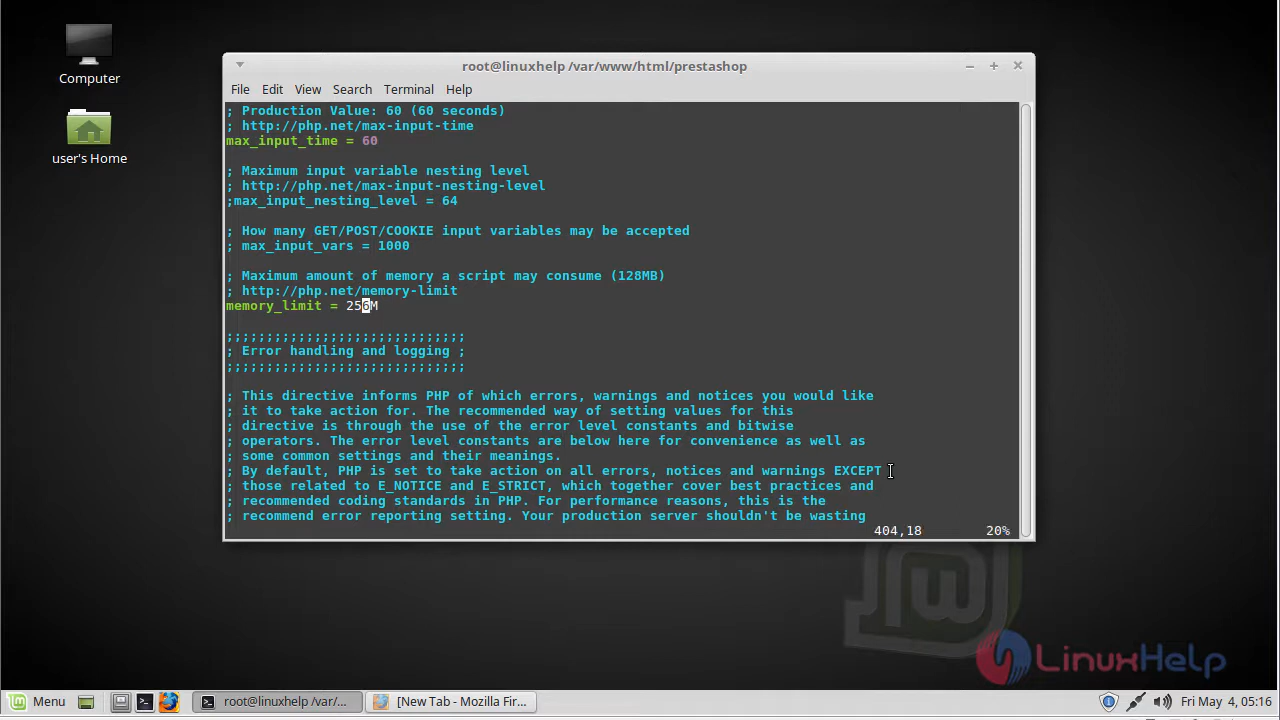 Computer
user's Home
root@linuxhelp /var/www/html/prestashop
File Edit View Search Terminal Help
; Production Value: 60 (60 seconds)
; http://php.net/max-input-time
max_input_time = 60
; Maximum input variable nesting level
; http://php.net/max-input-nesting-level
;max_input_nesting_level = 64
; How many GET/POST/COOKIE input variables may be accepted
; max_input_vars = 1000
; Maximum amount of memory a script may consume (128MB)
; http://php.net/memory-limit
memory_limit = 256M
;;;;;;;;;;;;;;;;;;;;;;;;;;;;;;
; Error handling and logging ;
;;;;;;;;;;;;;;;;;;;;;;;;;;;;;;
; This directive informs PHP of which errors, warnings and notices you would like
; it to take action for. The recommended way of setting values for this
; directive is through the use of the error level constants and bitwise
; operators. The error level constants are below here for convenience as well as
; some common settings and their meanings.
; By default, PHP is set to take action on all errors, notices and warnings EXCEPT
; those related to E_NOTICE and E_STRICT, which together cover best practices and
; recommended coding standards in PHP. For performance reasons, this is the
; recommend error reporting setting. Your production server shouldn't be wasting
404,18 20%
LinuxHelp
Menu root@linuxhelp /var/... [New Tab - Mozilla Fir... Fri May 4, 05:16